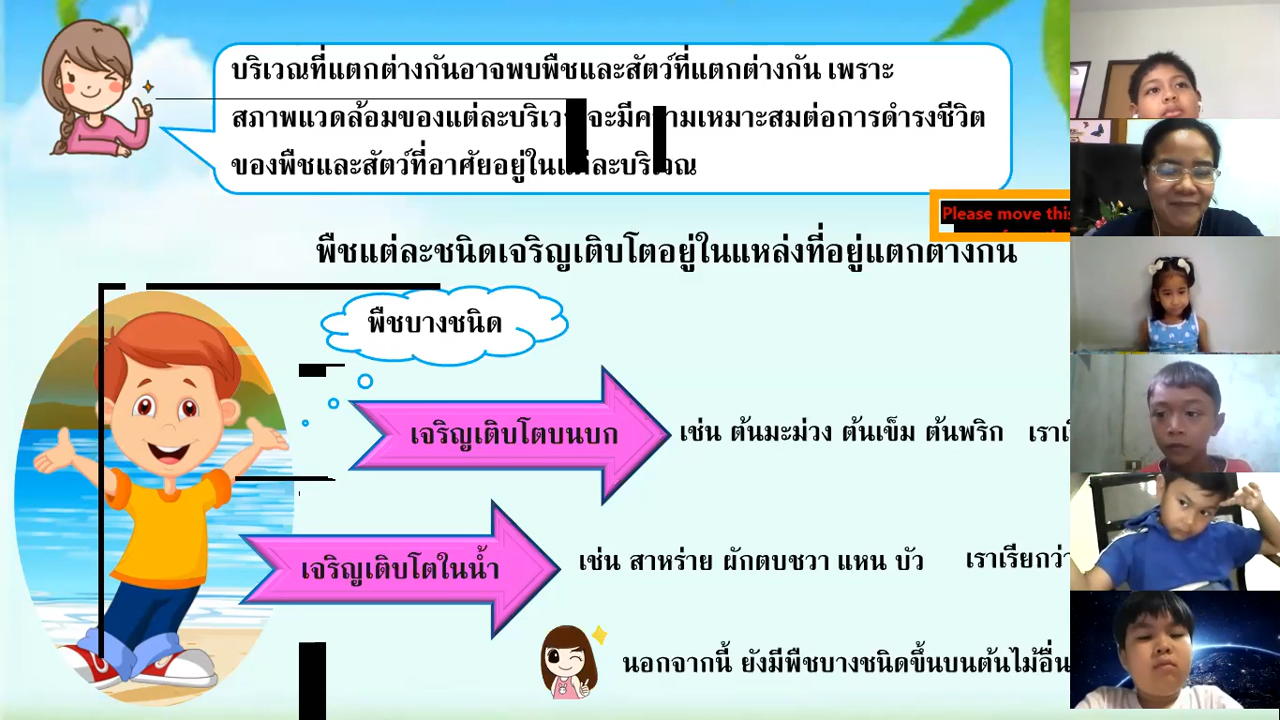 บริเวณที่แตกต่างกันอาจพบพืชและสัตว์ที่แตกต่างกัน เพราะ
สภาพแวดล้อมของแต่ละบริเวณจะมีความเหมาะสมต่อการดำรงชีวิต
ของพืชและสัตว์ที่อาศัยอยู่ในแต่ละบริเวณ
Please move this
พืชแต่ละชนิดเจริญเติบโตอยู่ในแหล่งที่อยู่แตกต่างกัน
พืชบางชนิด
เจริญเติบโตบนบก เช่น ต้นมะม่วง ต้นเข็ม ต้นพริก
เจริญเติบโตในน้ำ เช่น สาหร่าย ผักตบชวา แหน บัว เราเรียกว่า
นอกจากนี้ ยังมีพืชบางชนิดขึ้นบนต้นไม้อื่น